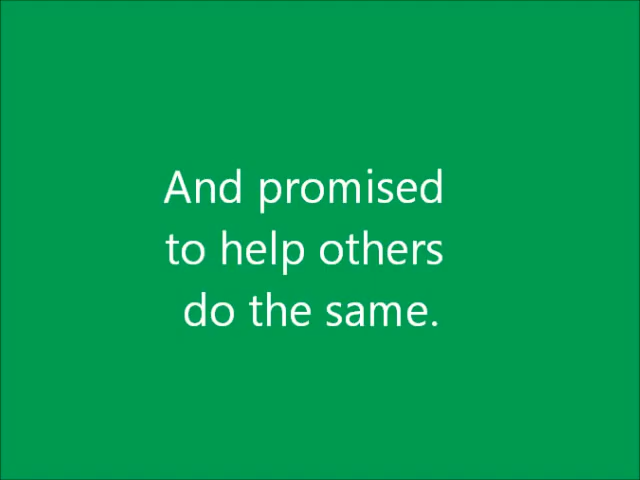 And promised
to help others
do the same.